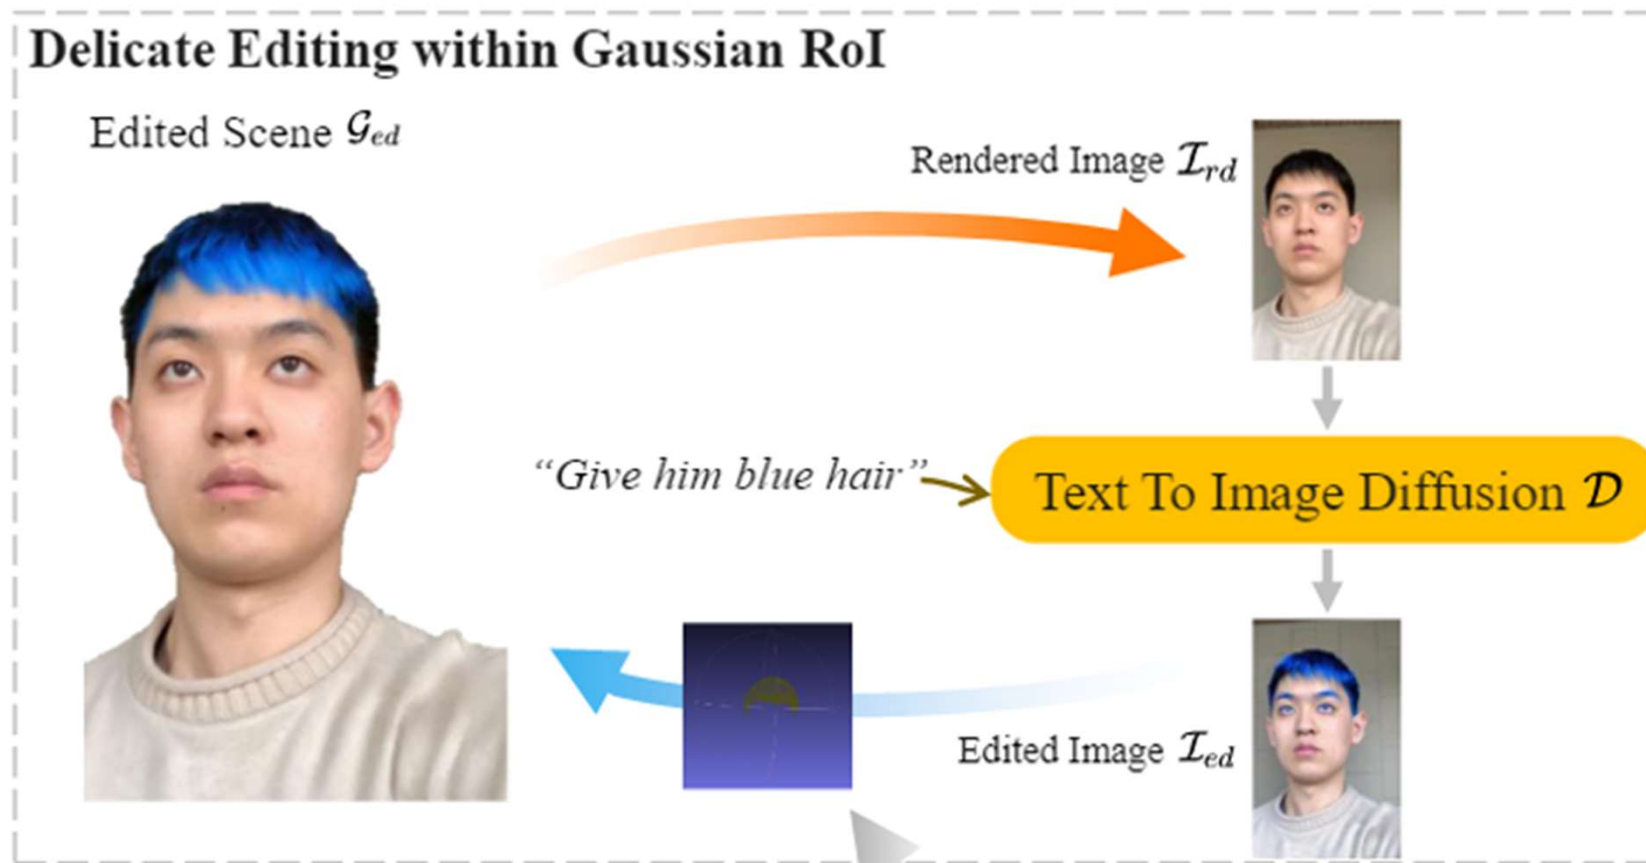 Delicate Editing within Gaussian RoI
Edited Scene 𝒢ed
Rendered Image ℐrd
“Give him blue hair”
Text To Image Diffusion 𝒟
Edited Image ℐed